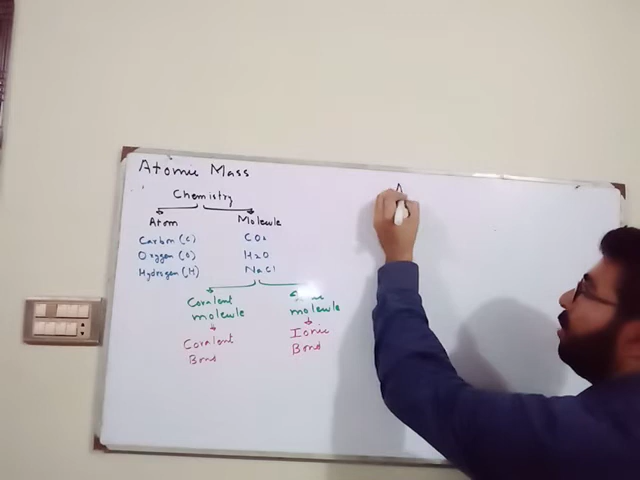 Atomic Mass
Chemistry
Atom Molecule
Carbon (C) CO2
Oxygen (O) H2O
Hydrogen (H) NaCl
Covalent
molecule molecule
Covalent Ionic
Bond Bond
A